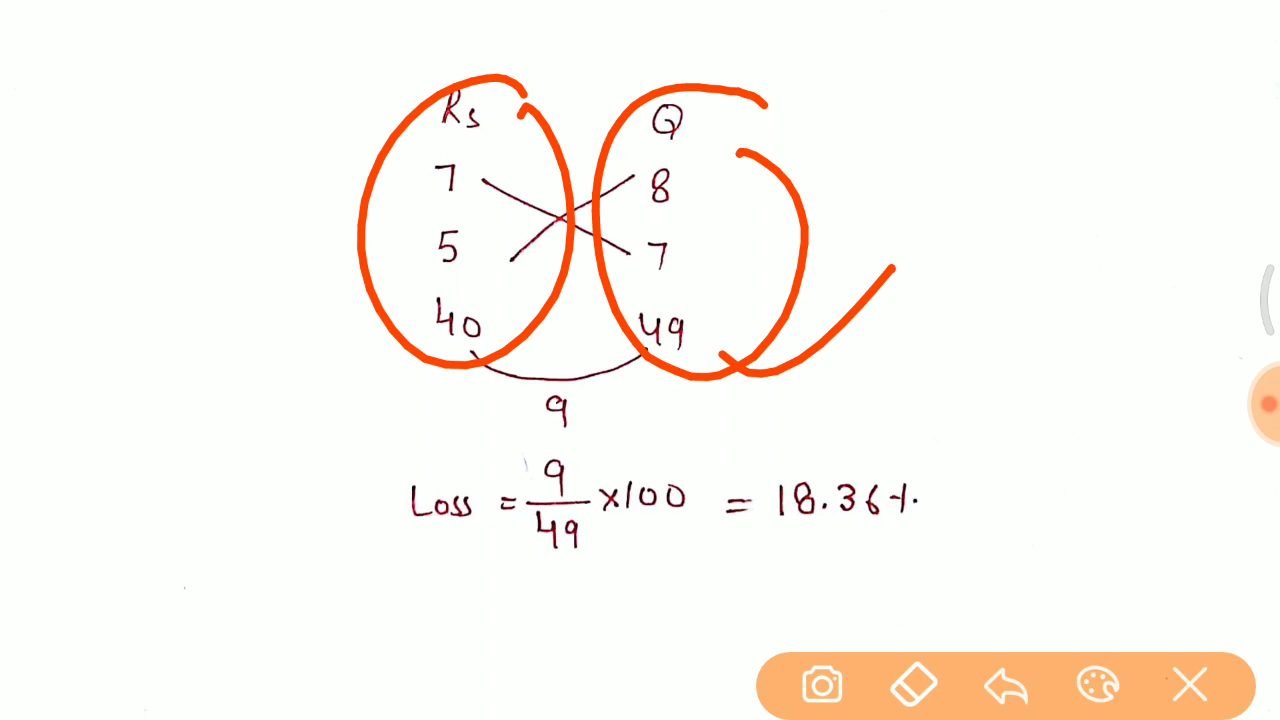 Rs Q
7 8
5 7
40 49
9
Loss = 9/49 ×100 = 18.36%